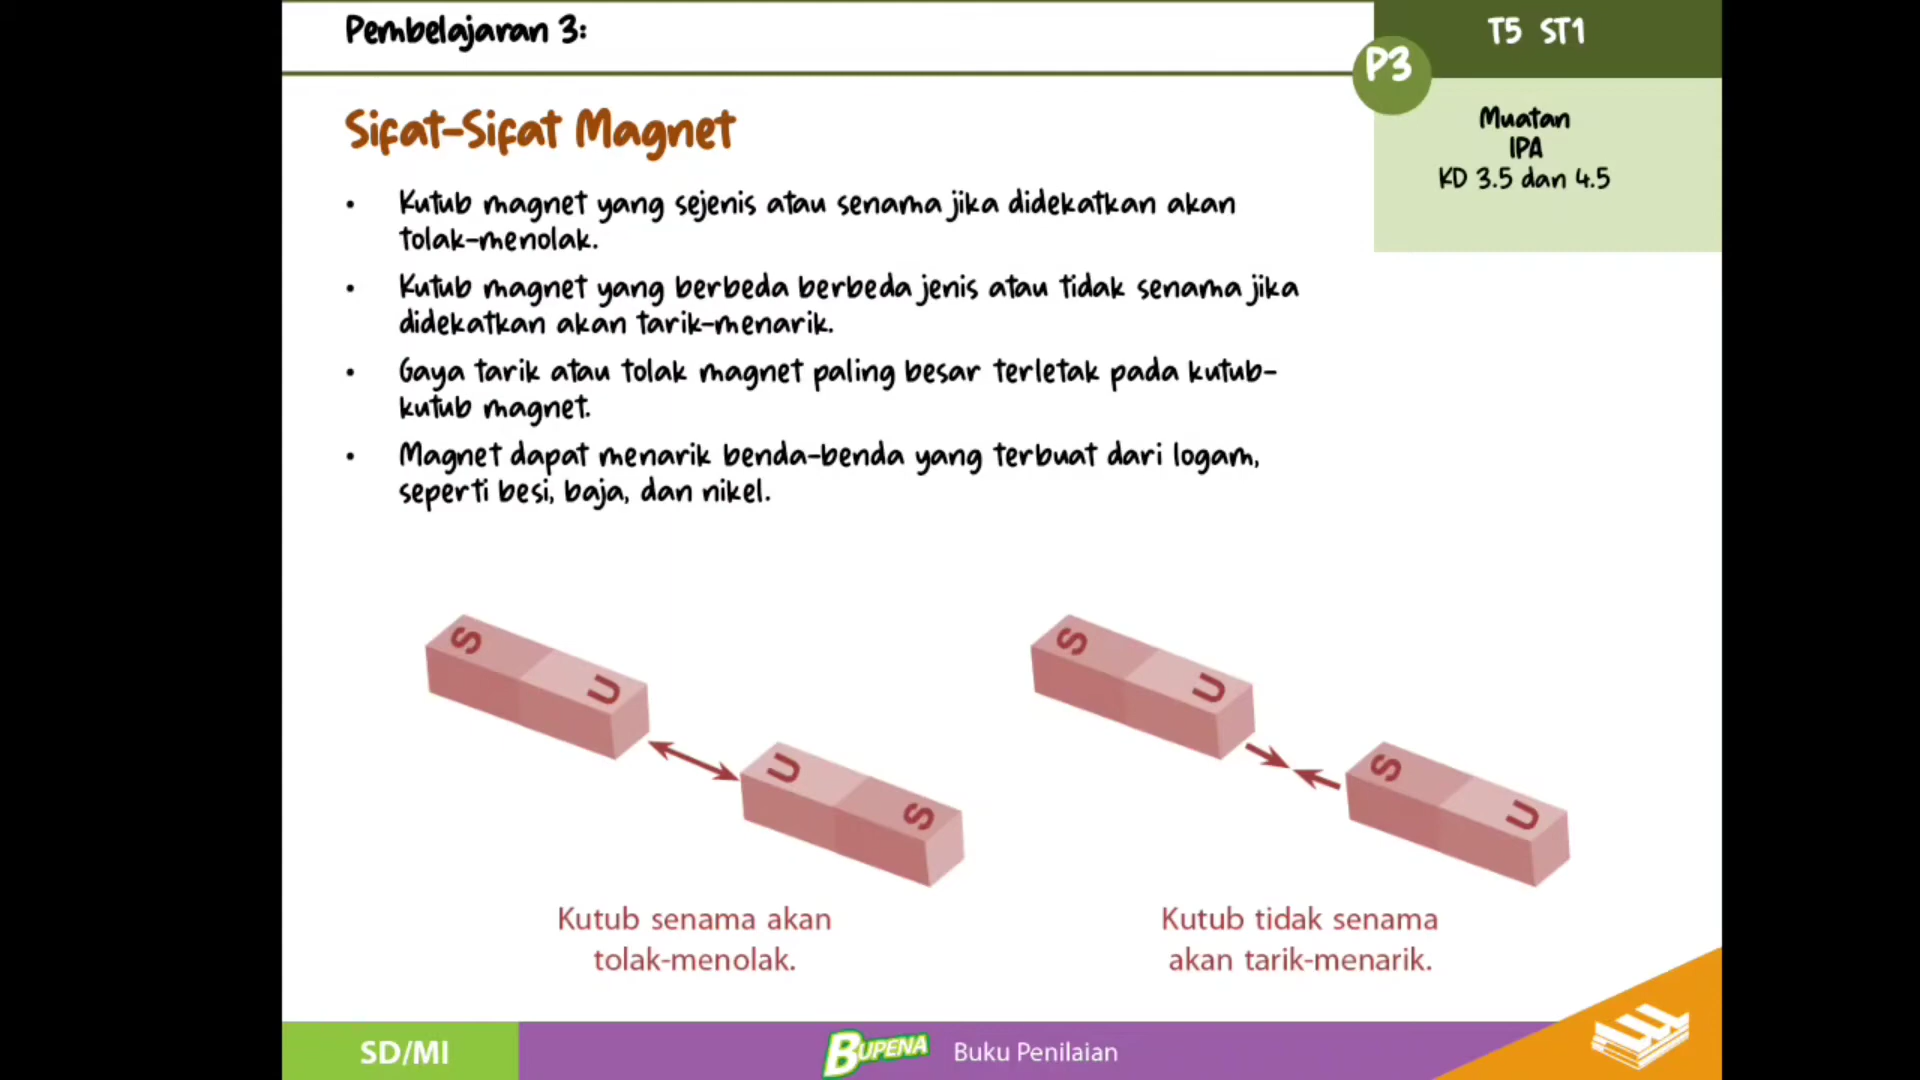 Pembelajaran 3:
T5 ST1
P3
Muatan
IPA
KD 3.5 dan 4.5
Sifat-Sifat Magnet
• Kutub magnet yang sejenis atau senama jika didekatkan akan
tolak-menolak.
• Kutub magnet yang berbeda berbeda jenis atau tidak senama jika
didekatkan akan tarik-menarik.
• Gaya tarik atau tolak magnet paling besar terletak pada kutub-
kutub magnet.
• Magnet dapat menarik benda-benda yang terbuat dari logam,
seperti besi, baja, dan nikel.
S
U
U
S
Kutub senama akan
tolak-menolak.
S
U
S
U
Kutub tidak senama
akan tarik-menarik.
SD/MI
BUPENA
Buku Penilaian